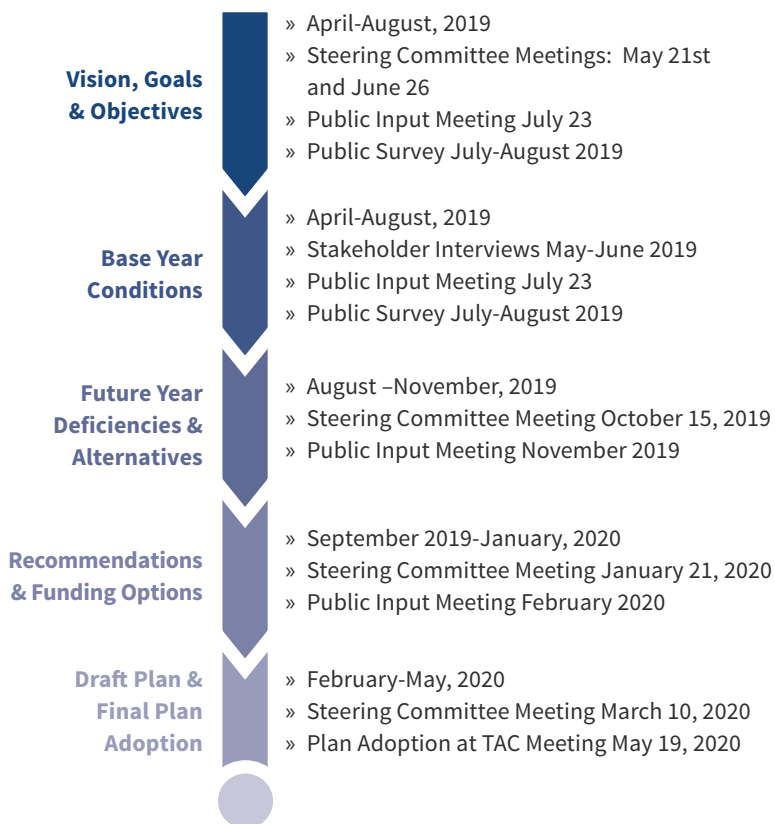 Vision, Goals
& Objectives
» April-August, 2019
» Steering Committee Meetings: May 21st
and June 26
» Public Input Meeting July 23
» Public Survey July-August 2019
Base Year
Conditions
» April-August, 2019
» Stakeholder Interviews May-June 2019
» Public Input Meeting July 23
» Public Survey July-August 2019
Future Year
Deficiencies &
Alternatives
» August –November, 2019
» Steering Committee Meeting October 15, 2019
» Public Input Meeting November 2019
Recommendations
& Funding Options
» September 2019-January, 2020
» Steering Committee Meeting January 21, 2020
» Public Input Meeting February 2020
Draft Plan &
Final Plan
Adoption
» February-May, 2020
» Steering Committee Meeting March 10, 2020
» Plan Adoption at TAC Meeting May 19, 2020